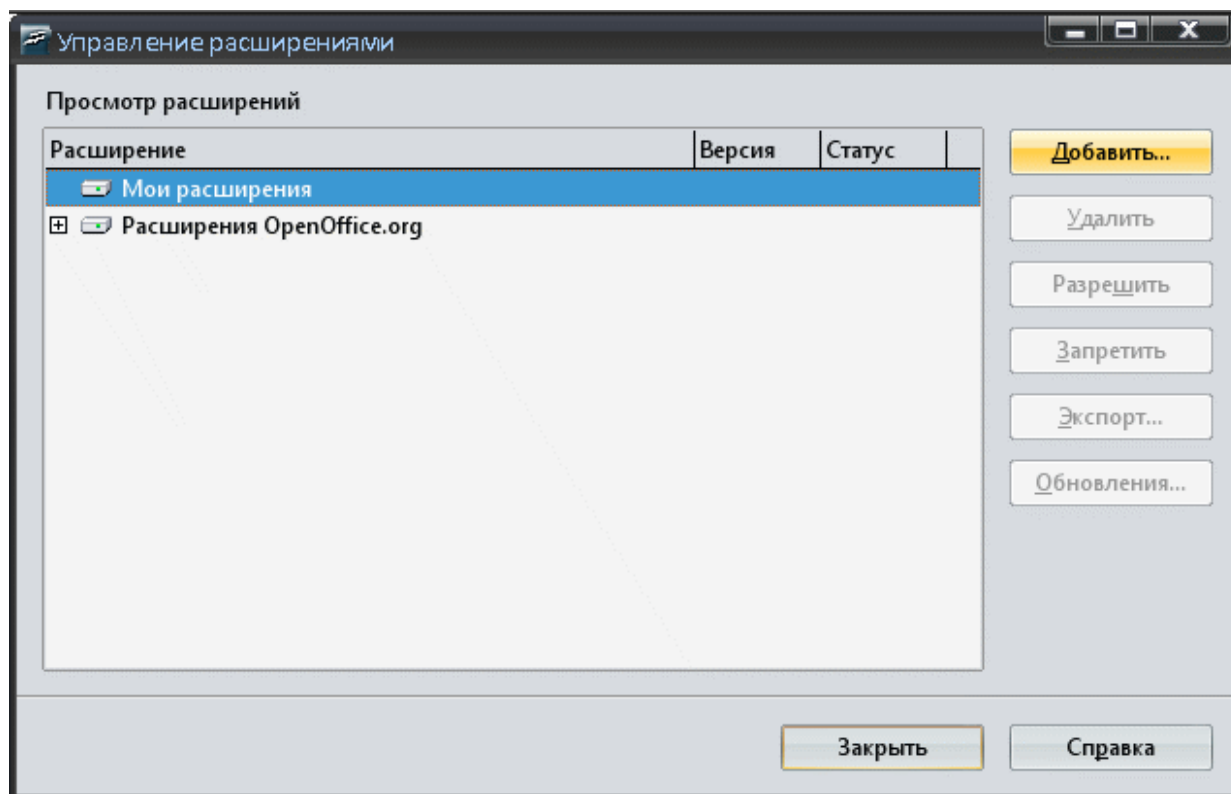 Управление расширениями
Просмотр расширений
Расширение Версия Статус
Мои расширения
Расширения OpenOffice.org
Добавить...
Удалить
Разрешить
Запретить
Экспорт...
Обновления...
Закрыть Справка